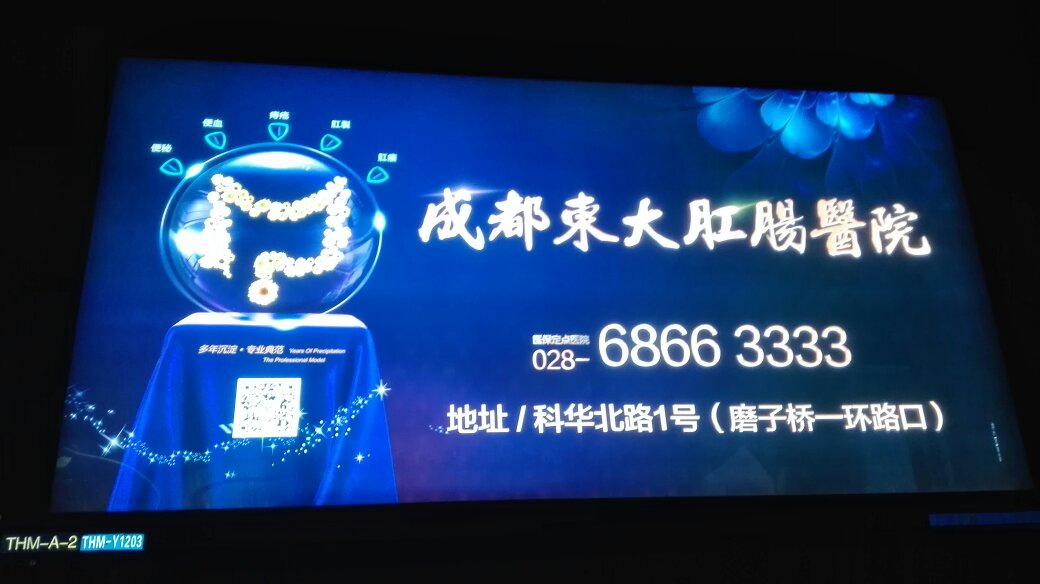 便秘
便血
痔疮
肛裂
肛瘘
成都東大肛腸醫院
医保定点医院
028-6866 3333
地址 / 科华北路1号（磨子桥一环路口）
多年沉淀·专业典范 Years Of Precipitation
The Professional Model
THM-A-2 THM-Y1203